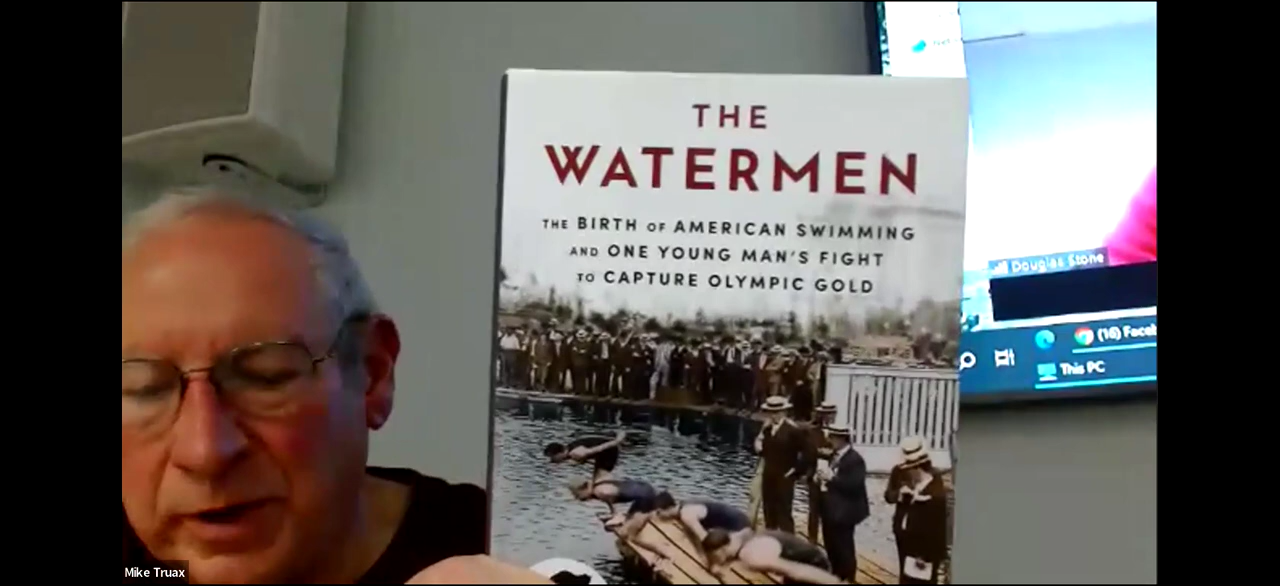 THE
WATERMEN
THE BIRTH OF AMERICAN SWIMMING
AND ONE YOUNG MAN'S FIGHT
TO CAPTURE OLYMPIC GOLD
Douglas Stone
(16) Faceb
This PC
Mike Truax